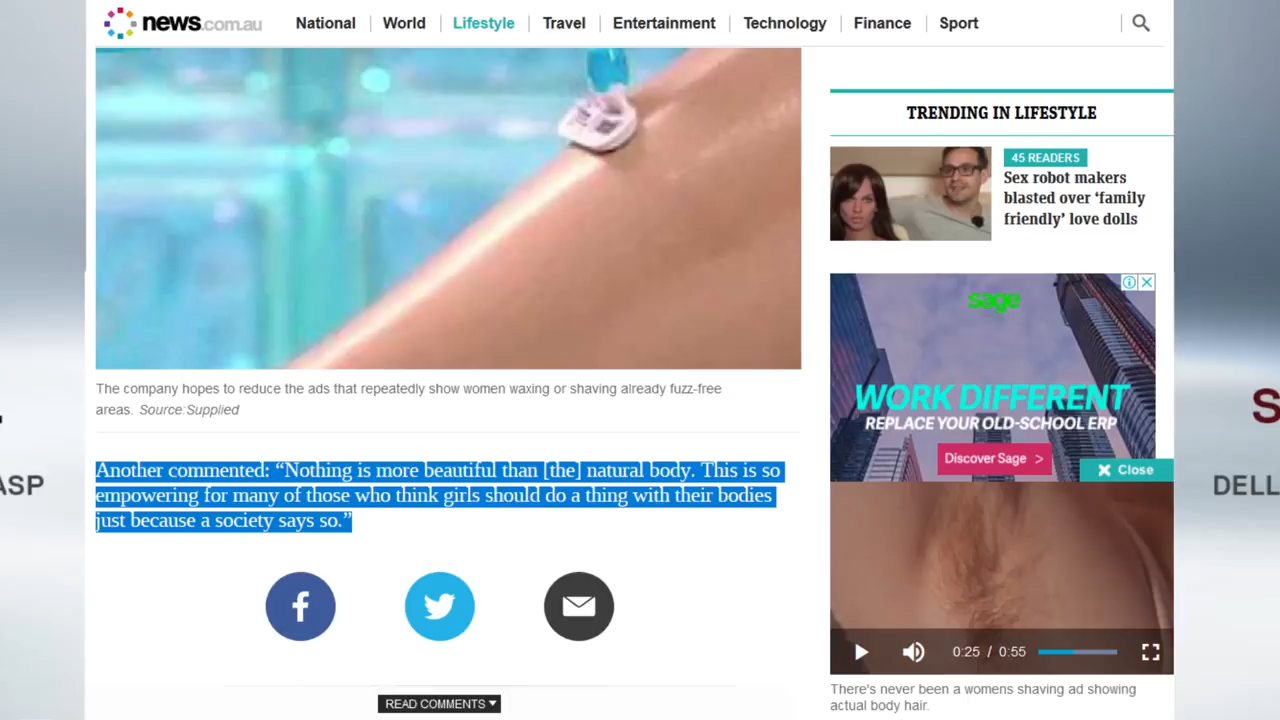 news.com.au
National
World
Lifestyle
Travel
Entertainment
Technology
Finance
Sport
The company hopes to reduce the ads that repeatedly show women waxing or shaving already fuzz-free
areas. Source:Supplied
Another commented: “Nothing is more beautiful than [the] natural body. This is so
empowering for many of those who think girls should do a thing with their bodies
just because a society says so.”
READ COMMENTS
TRENDING IN LIFESTYLE
45 READERS
Sex robot makers
blasted over ‘family
friendly’ love dolls
sage
WORK DIFFERENT
REPLACE YOUR OLD-SCHOOL ERP
Discover Sage >
Close
0:25 / 0:55
There's never been a womens shaving ad showing
actual body hair.
ASP
S
DELL